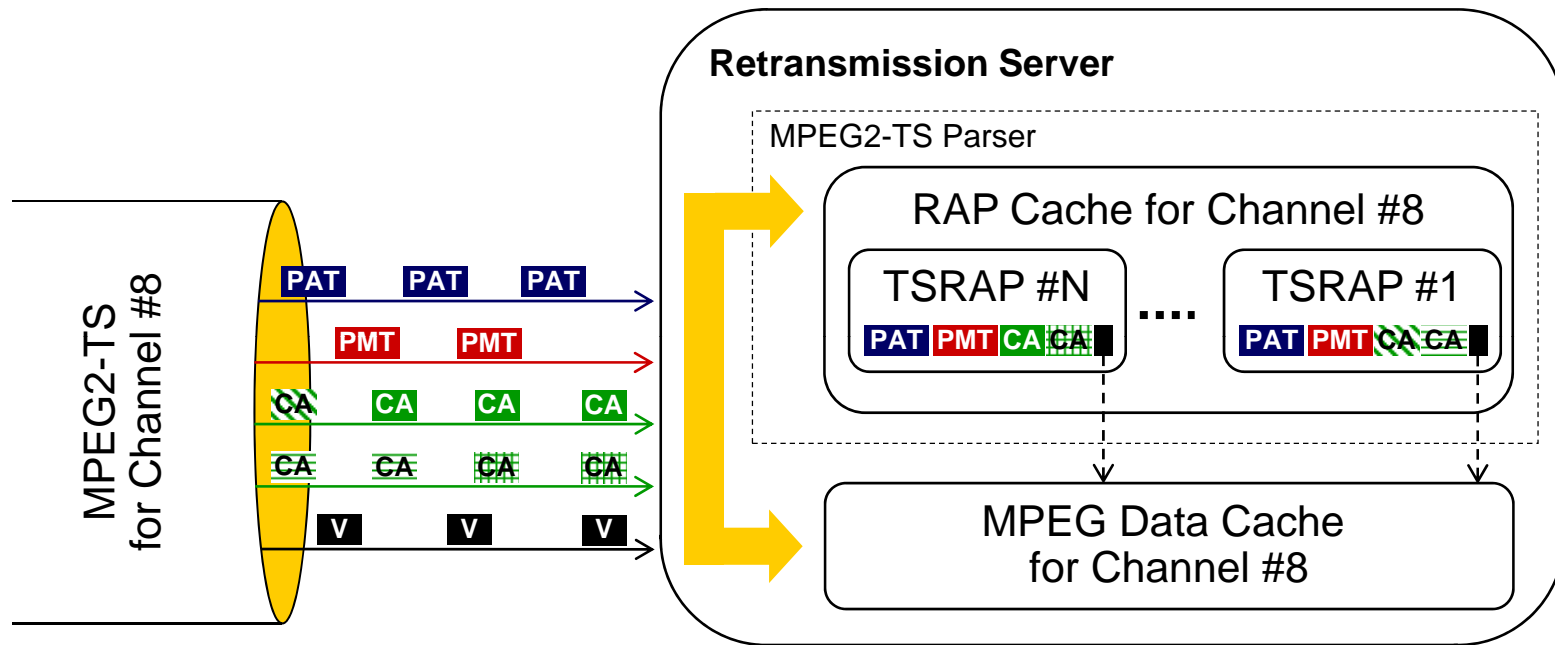 Retransmission Server
MPEG2-TS Parser
RAP Cache for Channel #8
TSRAP #N
PAT PMT CA CA
....
TSRAP #1
PAT PMT CA CA
MPEG Data Cache
for Channel #8
MPEG2-TS
for Channel #8
PAT PAT PAT
PMT PMT
CA CA CA CA
CA CA CA CA
V V V